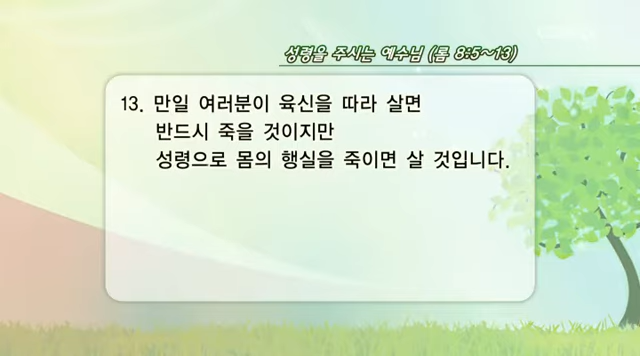 성령을 주시는 예수님 (롬 8:5~13)
13. 만일 여러분이 육신을 따라 살면
반드시 죽을 것이지만
성령으로 몸의 행실을 죽이면 살 것입니다.